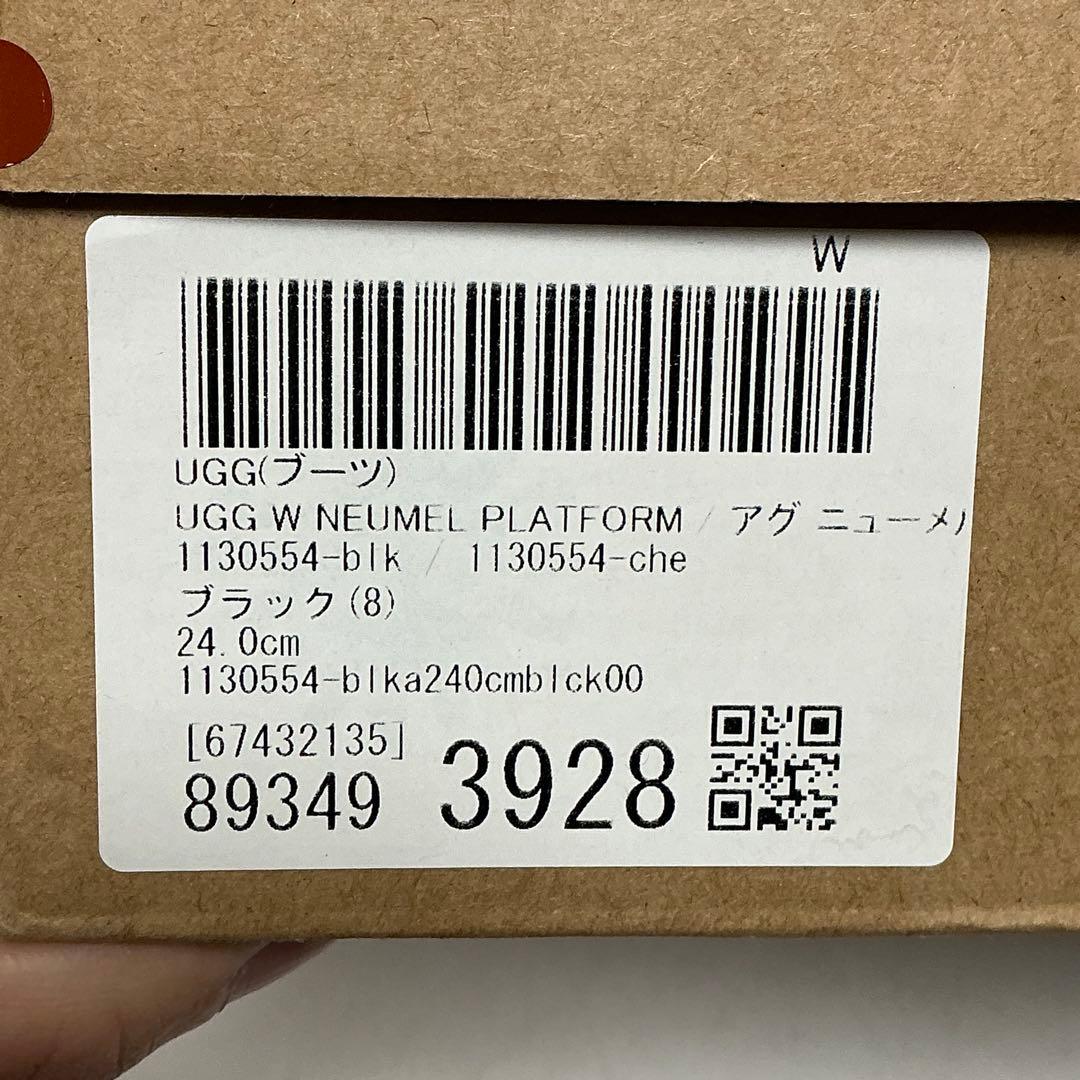 W
UGG(ブーツ)
UGG W NEUMEL PLATFORM / アグ ニューメ
1130554-blk / 1130554-che
ブラック(8)
24.0cm
1130554-blka240cmblck00
[67432135]
89349 3928